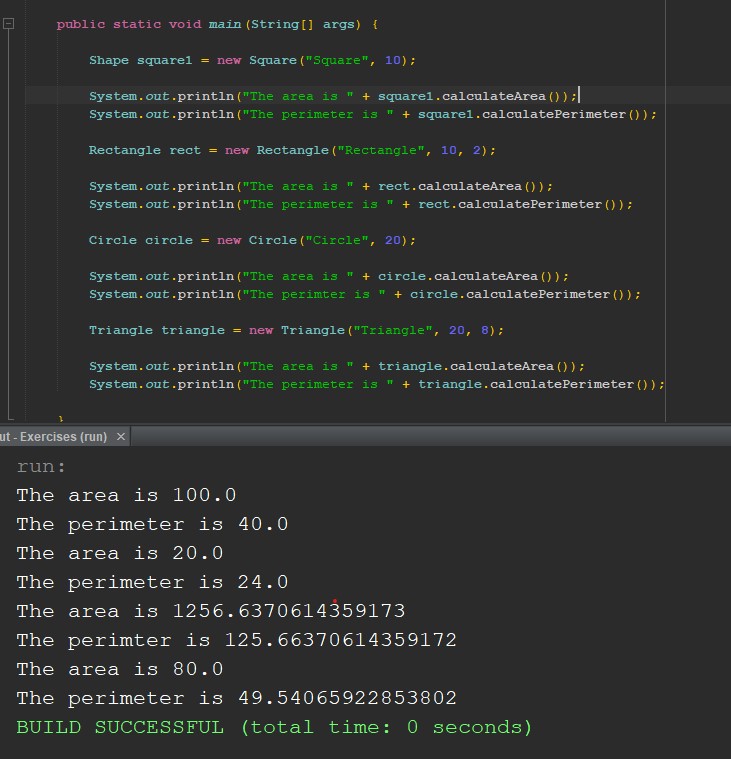 public static void main (String[] args) {
Shape square1 = new Square("Square", 10);
System.out.println("The area is " + square1.calculateArea());
System.out.println("The perimeter is " + square1.calculatePerimeter());
Rectangle rect = new Rectangle("Rectangle", 10, 2);
System.out.println("The area is " + rect.calculateArea());
System.out.println("The perimeter is " + rect.calculatePerimeter());
Circle circle = new Circle("Circle", 20);
System.out.println("The area is " + circle.calculateArea());
System.out.println("The perimter is " + circle.calculatePerimeter());
Triangle triangle = new Triangle("Triangle", 20, 8);
System.out.println("The area is " + triangle.calculateArea());
System.out.println("The perimeter is " + triangle.calculatePerimeter());
}
ut - Exercises (run) ×
run:
The area is 100.0
The perimeter is 40.0
The area is 20.0
The perimeter is 24.0
The area is 1256.6370614359173
The perimter is 125.66370614359172
The area is 80.0
The perimeter is 49.54065922853802
BUILD SUCCESSFUL (total time: 0 seconds)